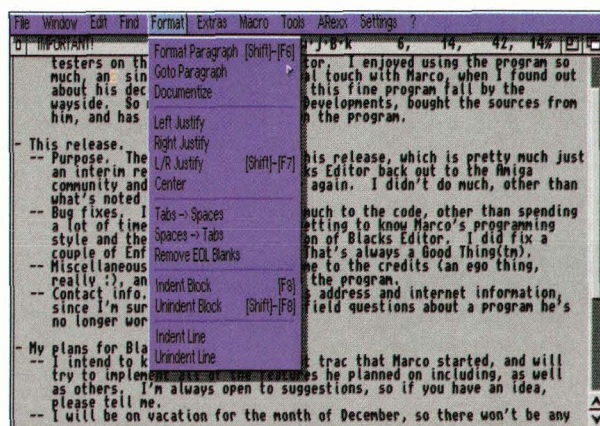 File Window Edit Find Format Extras Macro Tools ARexx Settings ?
IMPORTANT! ·J·B·k 6, 14, 42, 14%
Format Paragraph [Shift]-[F6]
Goto Paragraph
Documentize
Left Justify
Right Justify
L/R Justify [Shift]-[F7]
Center
Tabs -> Spaces
Spaces -> Tabs
Remove EOL Blanks
Indent Block [F8]
Unindent Block [Shift]-[F8]
Indent Line
Unindent Line
testers on th tor. I enjoyed using the program so
much, an sin al touch with Marco, when I found out
about his dec this fine program fall by the
wayside. So Developments, bought the sources from
him, and has n the program.
- This release.
-- Purpose. The his release, which is pretty much just
an interim re ks Editor back out to the Amiga
community and again. I didn't do much, other than
what's noted
-- Bug fixes. I much to the code, other than spending
a lot of time etting to know Marco's programming
style and the on of Blacks Editor. I did fix a
couple of Enf That's always a Good Thing(tm).
-- Miscellaneous me to the credits (an ego thing,
really :), an the program.
-- Contact info. s address and internet information,
since I'm sur field questions about a program he's
no longer wor
- My plans for Bla
-- I intend to k t trac that Marco started, and will
try to implement all of the features he planned on including, as well
as others. I'm always open to suggestions, so if you have an idea,
please tell me.
-- I will be on vacation for the month of December, so there won't be any